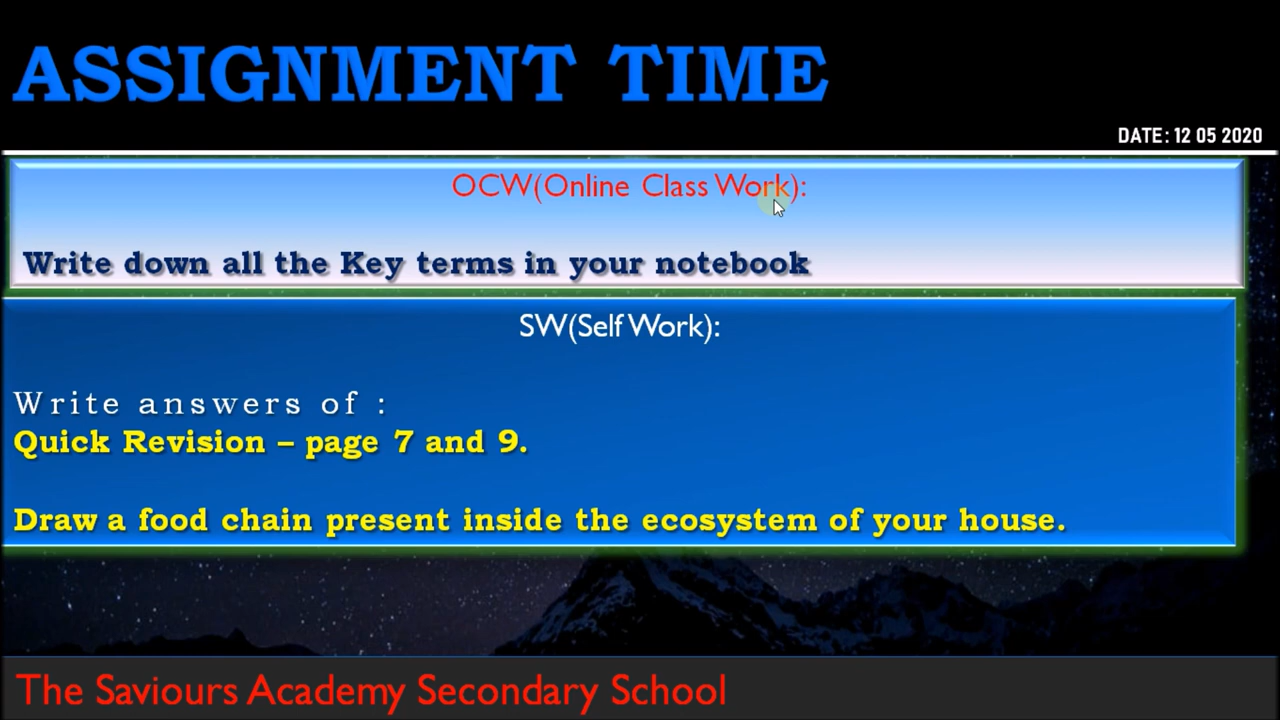 ASSIGNMENT TIME
DATE: 12 05 2020
OCW(Online Class Work):
Write down all the Key terms in your notebook
SW(Self Work):
Write answers of :
Quick Revision – page 7 and 9.
Draw a food chain present inside the ecosystem of your house.
The Saviours Academy Secondary School